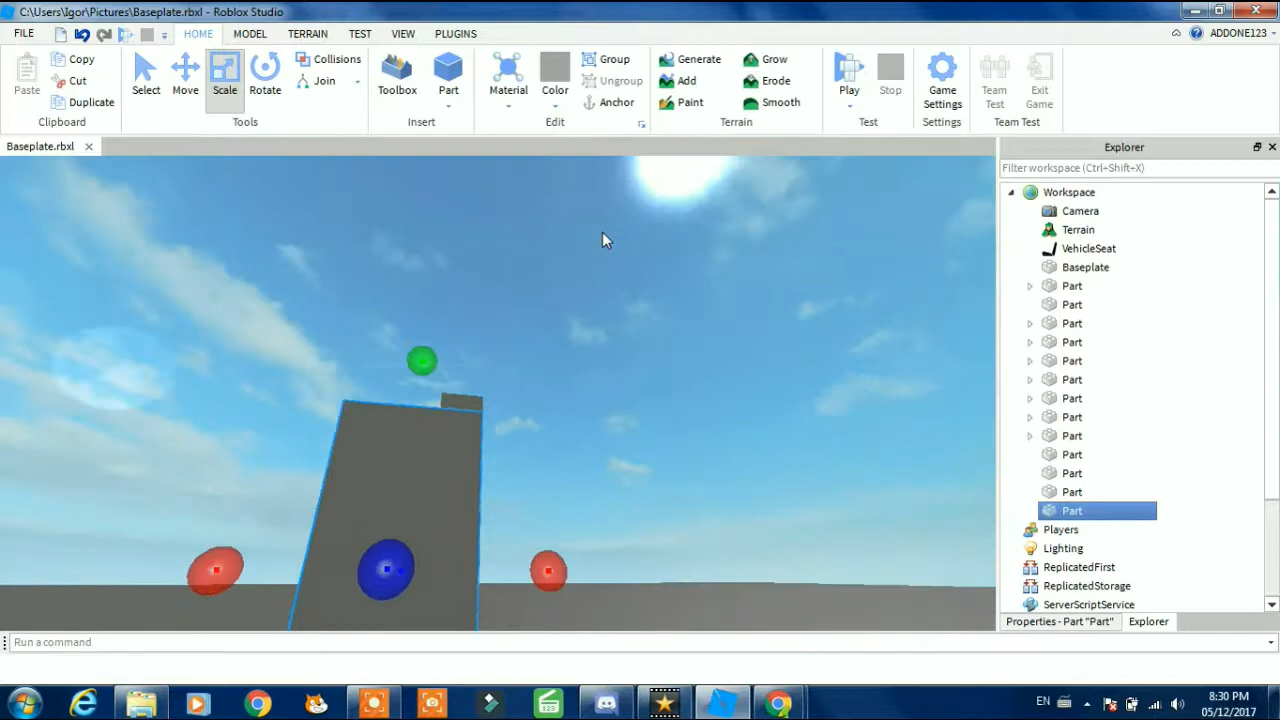 C:\Users\Igor\Pictures\Baseplate.rbxl - Roblox Studio
FILE HOME MODEL TERRAIN TEST VIEW PLUGINS ADDONE123
Paste Copy Cut Duplicate Clipboard
Select Move Scale Rotate Collisions Join Tools
Toolbox Part Insert
Material Color Group Ungroup Anchor Edit
Generate Add Paint Grow Erode Smooth Terrain
Play Stop Test
Game Settings Settings
Team Test Exit Game Team Test
Baseplate.rbxl
Explorer
Filter workspace (Ctrl+Shift+X)
Workspace
Camera
Terrain
VehicleSeat
Baseplate
Part
Part
Part
Part
Part
Part
Part
Part
Part
Part
Part
Part
Part
Players
Lighting
ReplicatedFirst
ReplicatedStorage
ServerScriptService
Properties - Part "Part" Explorer
Run a command
EN 8:30 PM
05/12/2017